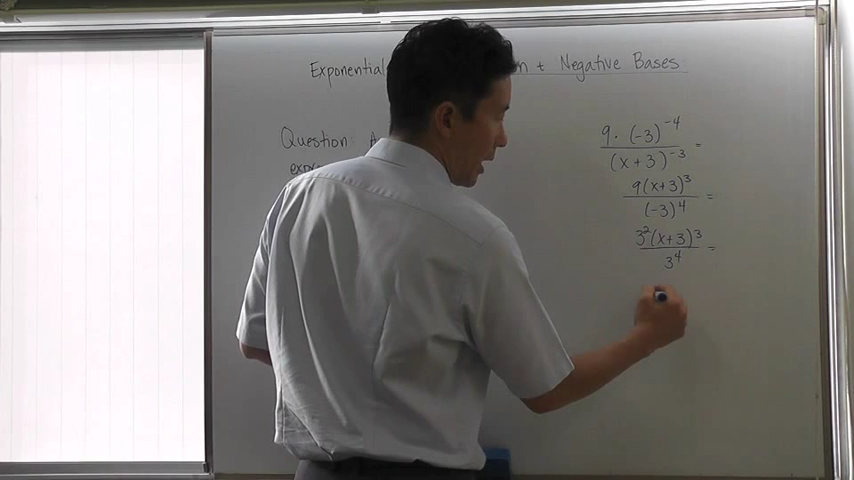 Exponential n + Negative Bases
Question: A
expre
9 · (-3)^-4 / (x + 3)^-3 =
9(x+3)^3 / (-3)^4 =
3^2(x+3)^3 / 3^4 =